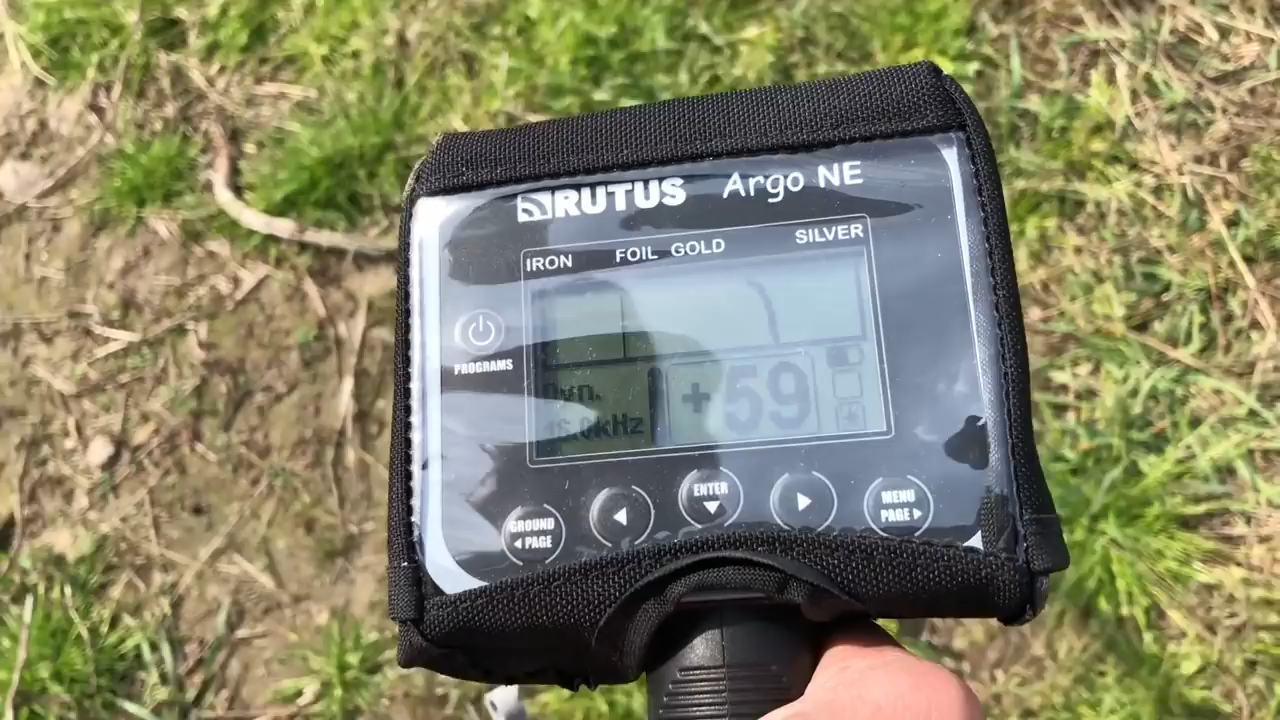 RUTUS Argo NE
IRON FOIL GOLD SILVER
PROGRAMS
+59
GROUND
◄ PAGE
◄
ENTER
▼
►
MENU
PAGE ►